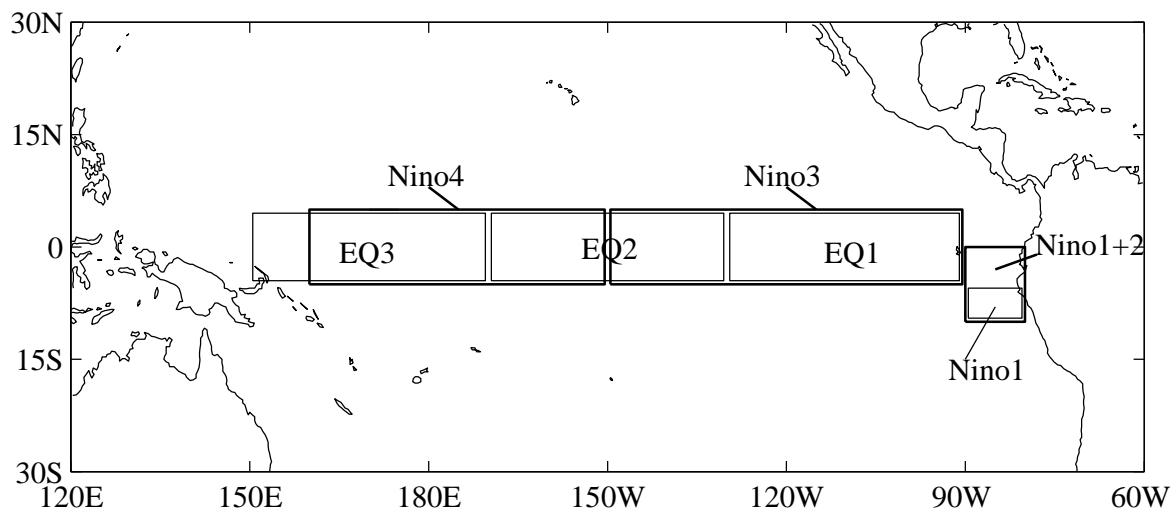 30N
15N
Nino4 Nino3
0 EQ3 EQ2 EQ1 Nino1+2
15S
Nino1
30S
120E 150E 180E 150W 120W 90W 60W